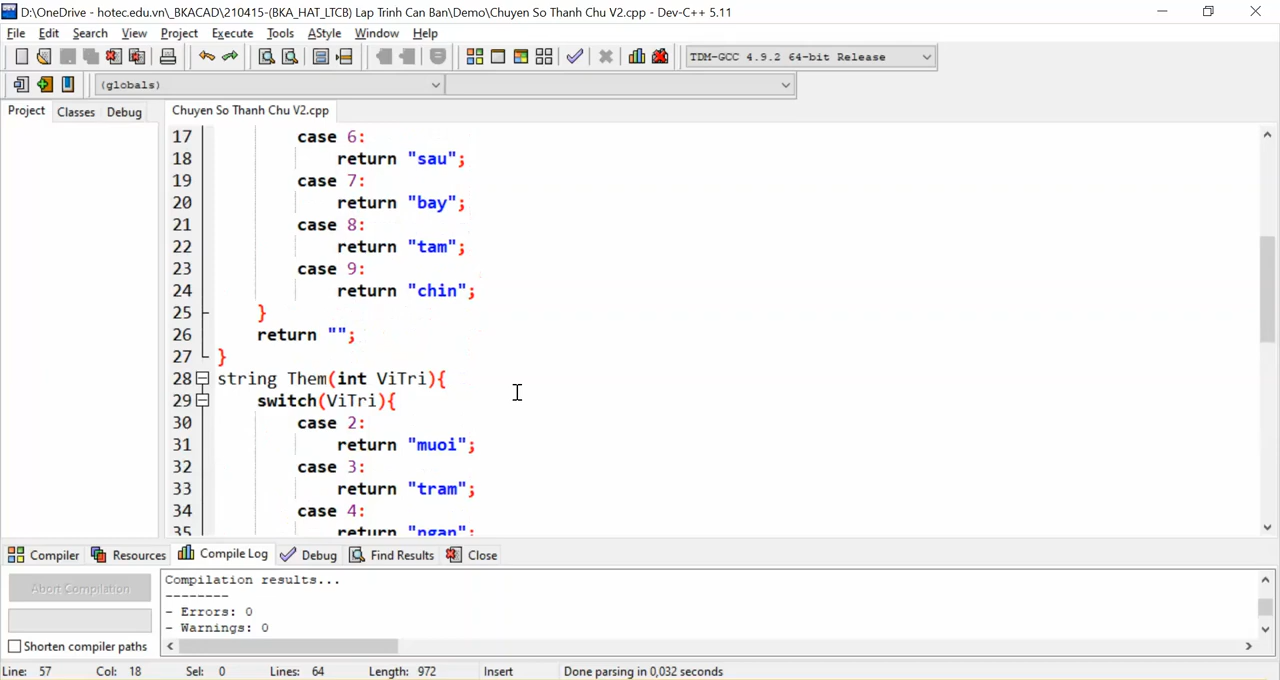 D:\OneDrive - hotec.edu.vn\_BKACAD\210415-(BKA_HAT_LTCB) Lap Trinh Can Ban\Demo\Chuyen So Thanh Chu V2.cpp - Dev-C++ 5.11
File Edit Search View Project Execute Tools AStyle Window Help
TDM-GCC 4.9.2 64-bit Release
(globals)
Project Classes Debug Chuyen So Thanh Chu V2.cpp
17 case 6:
18 return "sau";
19 case 7:
20 return "bay";
21 case 8:
22 return "tam";
23 case 9:
24 return "chin";
25 }
26 return "";
27 }
28 string Them(int ViTri){
29 switch(ViTri){
30 case 2:
31 return "muoi";
32 case 3:
33 return "tram";
34 case 4:
35 return "ngan";
Compiler Resources Compile Log Debug Find Results Close
Abort Compilation
Shorten compiler paths
Compilation results...
--------
- Errors: 0
- Warnings: 0
Line: 57 Col: 18 Sel: 0 Lines: 64 Length: 972 Insert Done parsing in 0,032 seconds